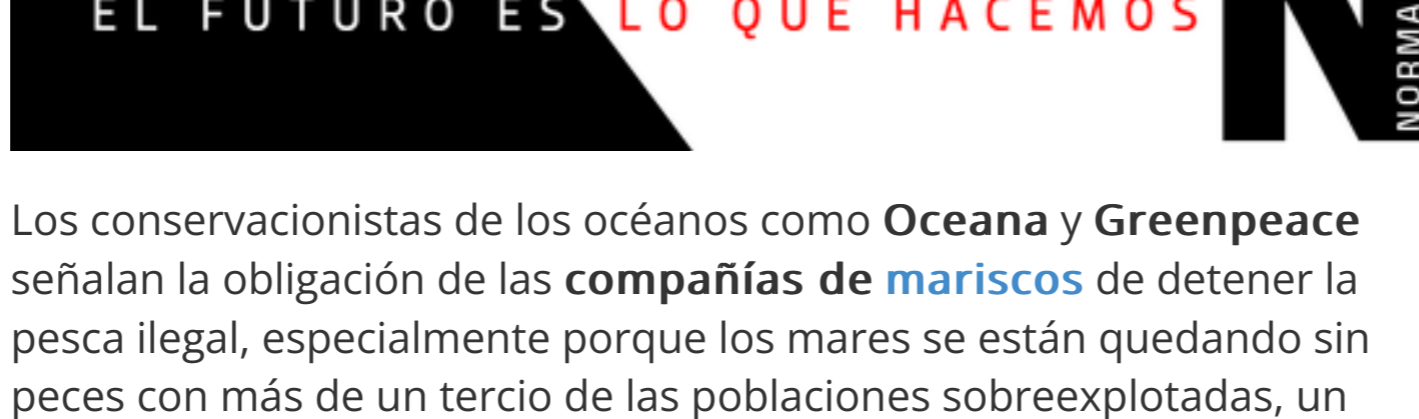 EL FUTURO ES LO QUE HACEMOS
NORMA
Los conservacionistas de los océanos como Oceana y Greenpeace
señalan la obligación de las compañías de mariscos de detener la
pesca ilegal, especialmente porque los mares se están quedando sin
peces con más de un tercio de las poblaciones sobreexplotadas, un